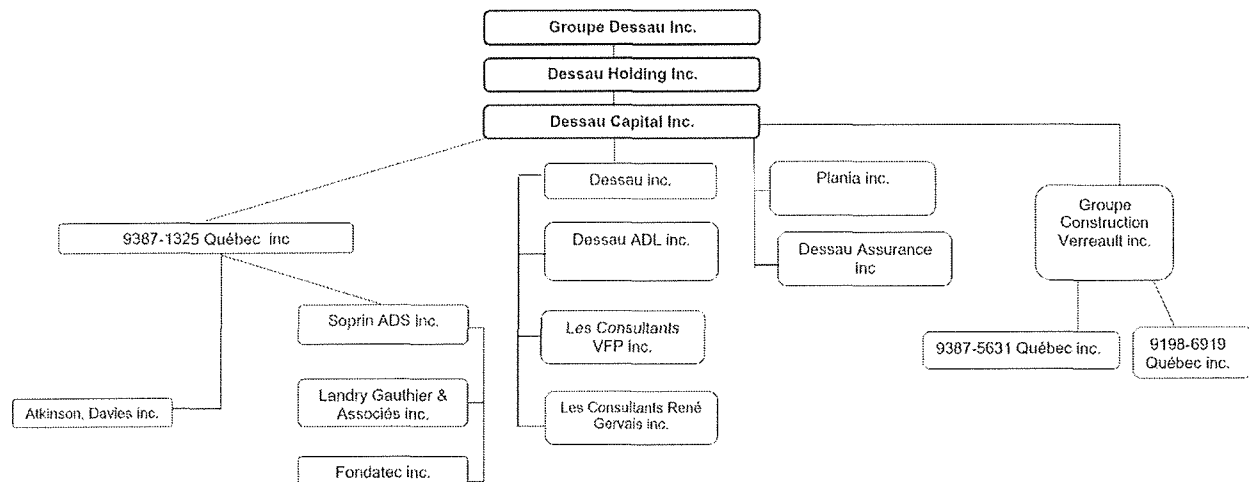 Groupe Dessau Inc.
Dessau Holding Inc.
Dessau Capital Inc.
Dessau inc.
Plania inc.
Groupe
Construction
Verreault inc.
9387-1325 Québec inc
Dessau ADL inc.
Dessau Assurance
inc
Soprin ADS inc.
Les Consultants
VFP inc.
9387-5631 Québec inc.
9198-6919
Québec inc.
Atkinson, Davies inc.
Landry Gauthier &
Associés inc.
Les Consultants René
Gervais inc.
Fondatec inc.